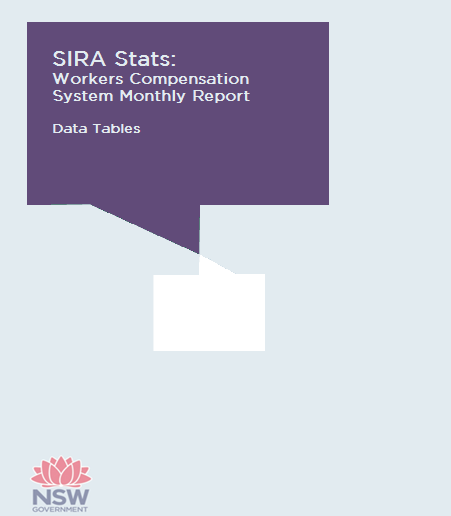 SIRA Stats:
Workers Compensation
System Monthly Report
Data Tables
NSW
GOVERNMENT